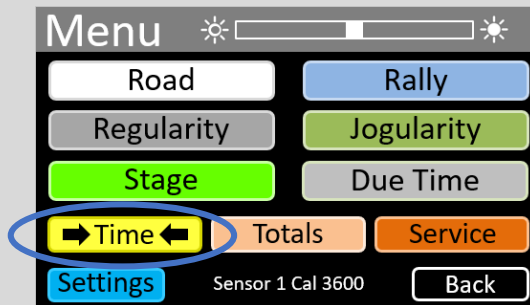 Menu
Road Rally
Regularity Jogularity
Stage Due Time
Time Totals Service
Settings Sensor 1 Cal 3600 Back